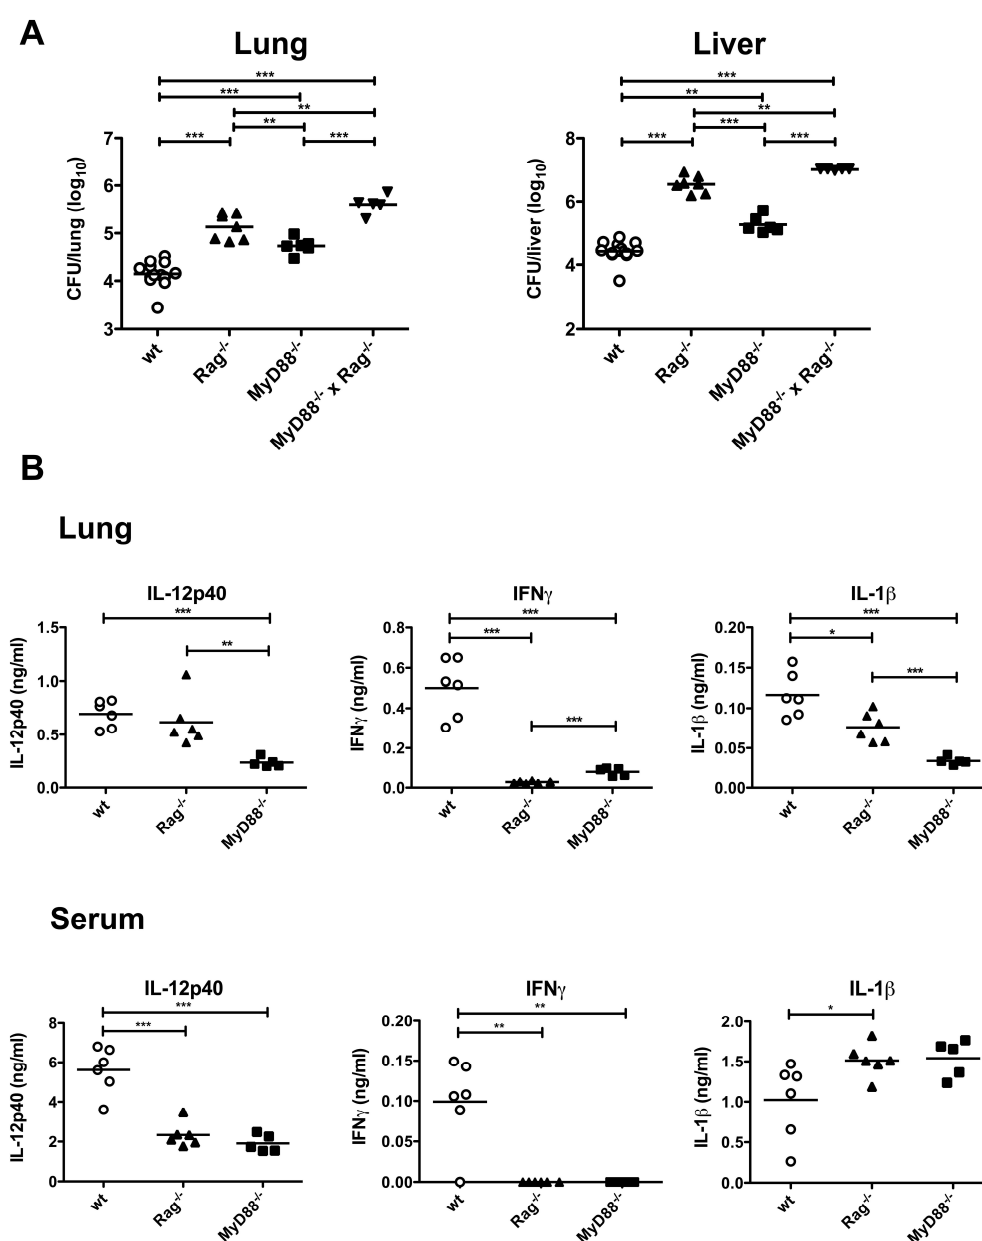 A
Lung
Liver
***
***
**
**
***
***
***
**
**
***
***
***
7
6
5
4
3
CFU/lung (log10)
wt
Rag-/-
MyD88-/-
MyD88-/- x Rag-/-
8
6
4
2
CFU/liver (log10)
wt
Rag-/-
MyD88-/-
MyD88-/- x Rag-/-
B
Lung
IL-12p40
***
**
1.5
1.0
0.5
0.0
IL-12p40 (ng/ml)
wt
Rag-/-
MyD88-/-
IFNγ
***
***
***
0.8
0.6
0.4
0.2
0.0
IFNγ (ng/ml)
wt
Rag-/-
MyD88-/-
IL-1β
***
*
***
0.20
0.15
0.10
0.05
0.00
IL-1β (ng/ml)
wt
Rag-/-
MyD88-/-
Serum
IL-12p40
***
***
8
6
4
2
0
IL-12p40 (ng/ml)
wt
Rag-/-
MyD88-/-
IFNγ
**
**
0.20
0.15
0.10
0.05
0.00
IFNγ (ng/ml)
wt
Rag-/-
MyD88-/-
IL-1β
*
2.0
1.5
1.0
0.5
0.0
IL-1β (ng/ml)
wt
Rag-/-
MyD88-/-